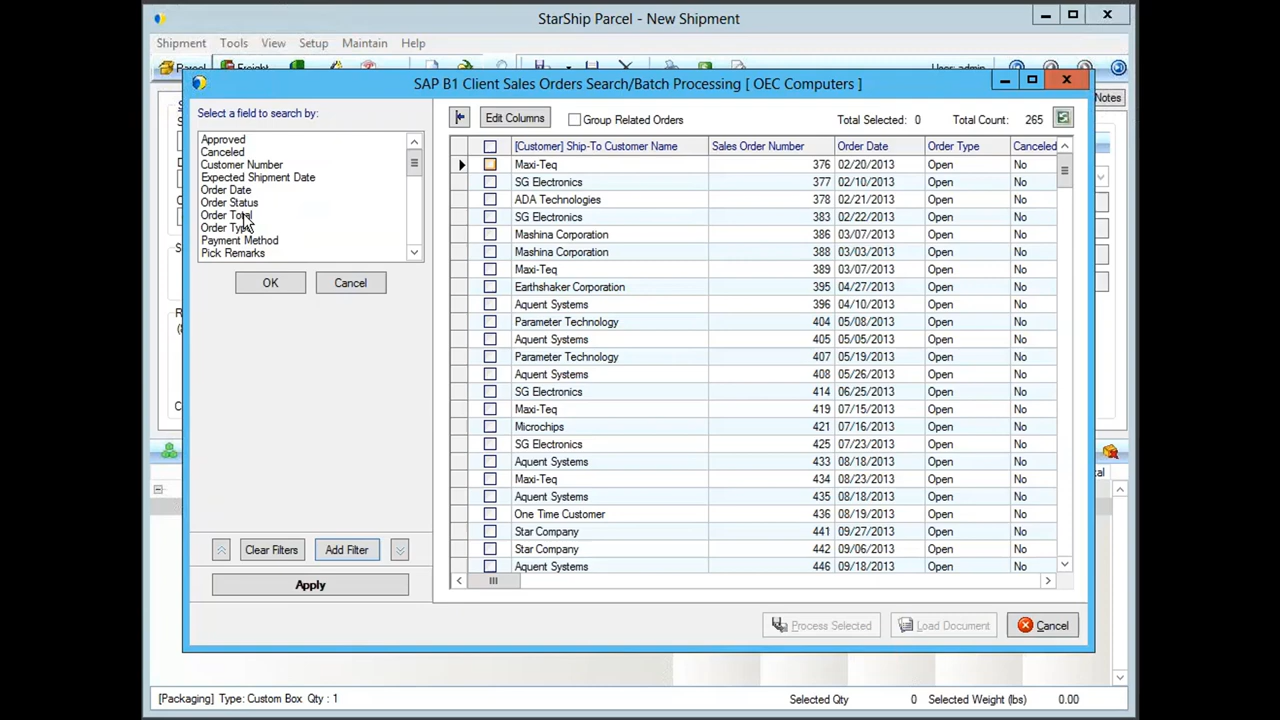 StarShip Parcel - New Shipment
Shipment Tools View Setup Maintain Help
Parcel Freight User: admin
SAP B1 Client Sales Orders Search/Batch Processing [ OEC Computers ]
Notes
Select a field to search by:
Approved
Canceled
Customer Number
Expected Shipment Date
Order Date
Order Status
Order Total
Order Type
Payment Method
Pick Remarks
OK Cancel
Clear Filters Add Filter
Apply
Edit Columns Group Related Orders Total Selected: 0 Total Count: 265
[Customer] Ship-To Customer Name Sales Order Number Order Date Order Type Canceled
Maxi-Teq 376 02/20/2013 Open No
SG Electronics 377 02/10/2013 Open No
ADA Technologies 378 02/21/2013 Open No
SG Electronics 383 02/22/2013 Open No
Mashina Corporation 386 03/07/2013 Open No
Mashina Corporation 388 03/03/2013 Open No
Maxi-Teq 389 03/07/2013 Open No
Earthshaker Corporation 395 04/27/2013 Open No
Aquent Systems 396 04/10/2013 Open No
Parameter Technology 404 05/08/2013 Open No
Aquent Systems 405 05/05/2013 Open No
Parameter Technology 407 05/19/2013 Open No
Aquent Systems 408 05/26/2013 Open No
SG Electronics 414 06/25/2013 Open No
Maxi-Teq 419 07/15/2013 Open No
Microchips 421 07/16/2013 Open No
SG Electronics 425 07/23/2013 Open No
Aquent Systems 433 08/18/2013 Open No
Maxi-Teq 434 08/23/2013 Open No
Aquent Systems 435 08/18/2013 Open No
One Time Customer 436 08/19/2013 Open No
Star Company 441 09/27/2013 Open No
Star Company 442 09/06/2013 Open No
Aquent Systems 446 09/18/2013 Open No
Process Selected Load Document Cancel
[Packaging] Type: Custom Box Qty : 1 Selected Qty 0 Selected Weight (lbs) 0.00